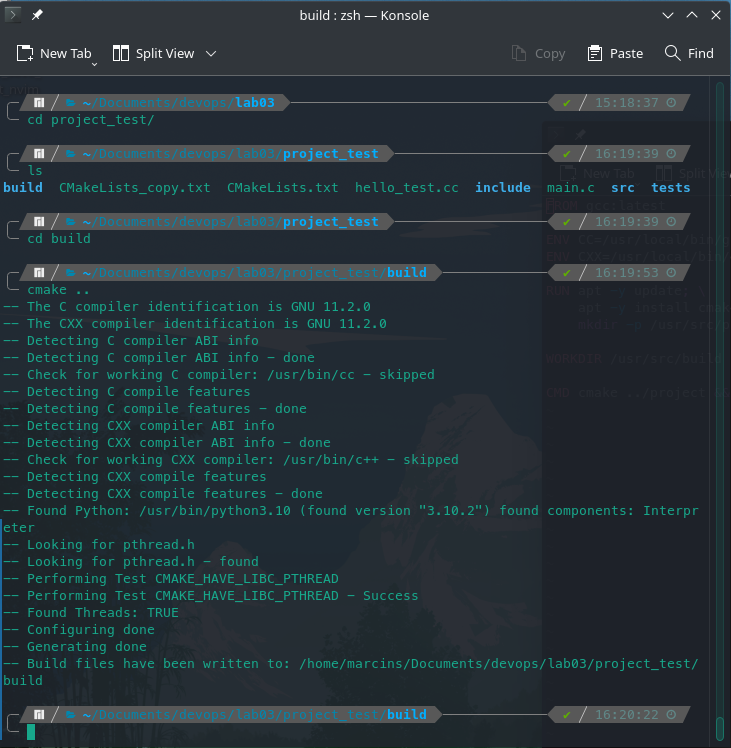 build : zsh — Konsole
New Tab Split View Copy Paste Find
~/Documents/devops/lab03 ✔ 15:18:37
cd project_test/
~/Documents/devops/lab03/project_test ✔ 16:19:39
ls
build CMakeLists_copy.txt CMakeLists.txt hello_test.cc include main.c src tests
~/Documents/devops/lab03/project_test ✔ 16:19:39
cd build
~/Documents/devops/lab03/project_test/build ✔ 16:19:53
cmake ..
-- The C compiler identification is GNU 11.2.0
-- The CXX compiler identification is GNU 11.2.0
-- Detecting C compiler ABI info
-- Detecting C compiler ABI info - done
-- Check for working C compiler: /usr/bin/cc - skipped
-- Detecting C compile features
-- Detecting C compile features - done
-- Detecting CXX compiler ABI info
-- Detecting CXX compiler ABI info - done
-- Check for working CXX compiler: /usr/bin/c++ - skipped
-- Detecting CXX compile features
-- Detecting CXX compile features - done
-- Found Python: /usr/bin/python3.10 (found version "3.10.2") found components: Interpr
eter
-- Looking for pthread.h
-- Looking for pthread.h - found
-- Performing Test CMAKE_HAVE_LIBC_PTHREAD
-- Performing Test CMAKE_HAVE_LIBC_PTHREAD - Success
-- Found Threads: TRUE
-- Configuring done
-- Generating done
-- Build files have been written to: /home/marcins/Documents/devops/lab03/project_test/
build
~/Documents/devops/lab03/project_test/build ✔ 16:20:22